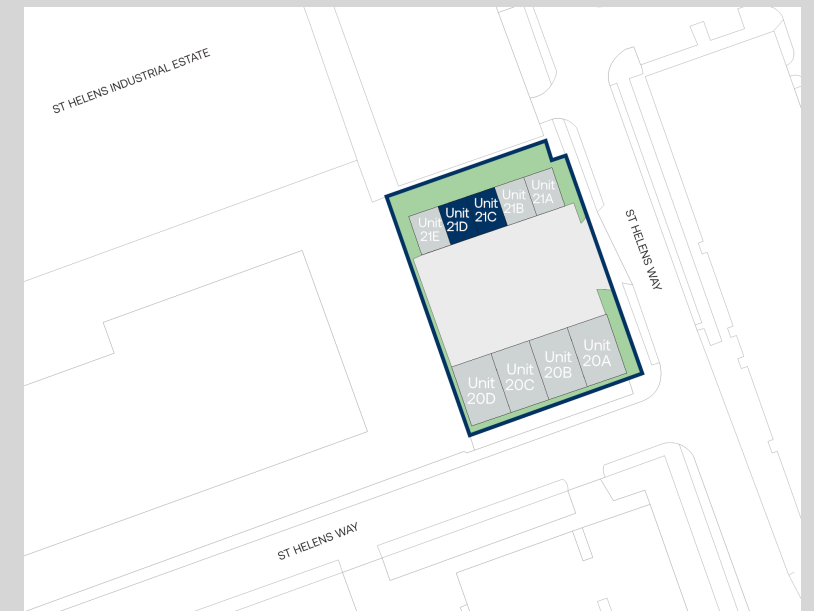 ST HELENS INDUSTRIAL ESTATE
Unit
21A
Unit
21B
Unit
21C
Unit
21D
Unit
21E
ST HELENS WAY
Unit
20A
Unit
20B
Unit
20C
Unit
20D
ST HELENS WAY